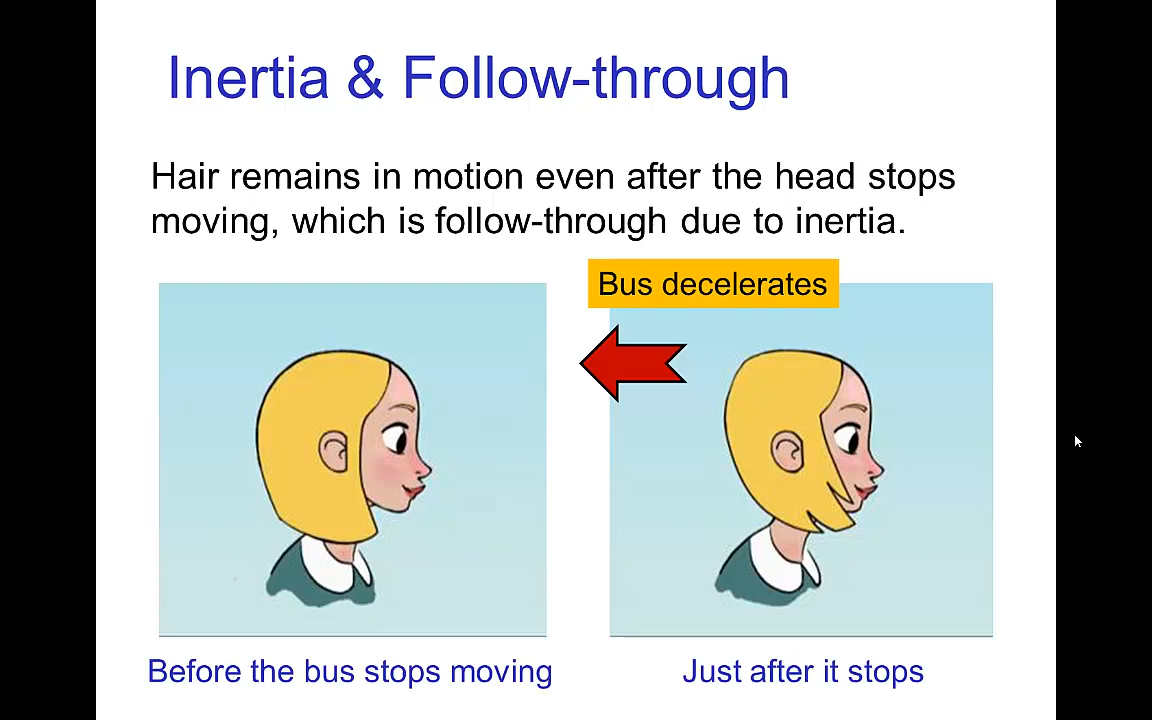 Inertia & Follow-through
Hair remains in motion even after the head stops
moving, which is follow-through due to inertia.
Bus decelerates
Before the bus stops moving
Just after it stops